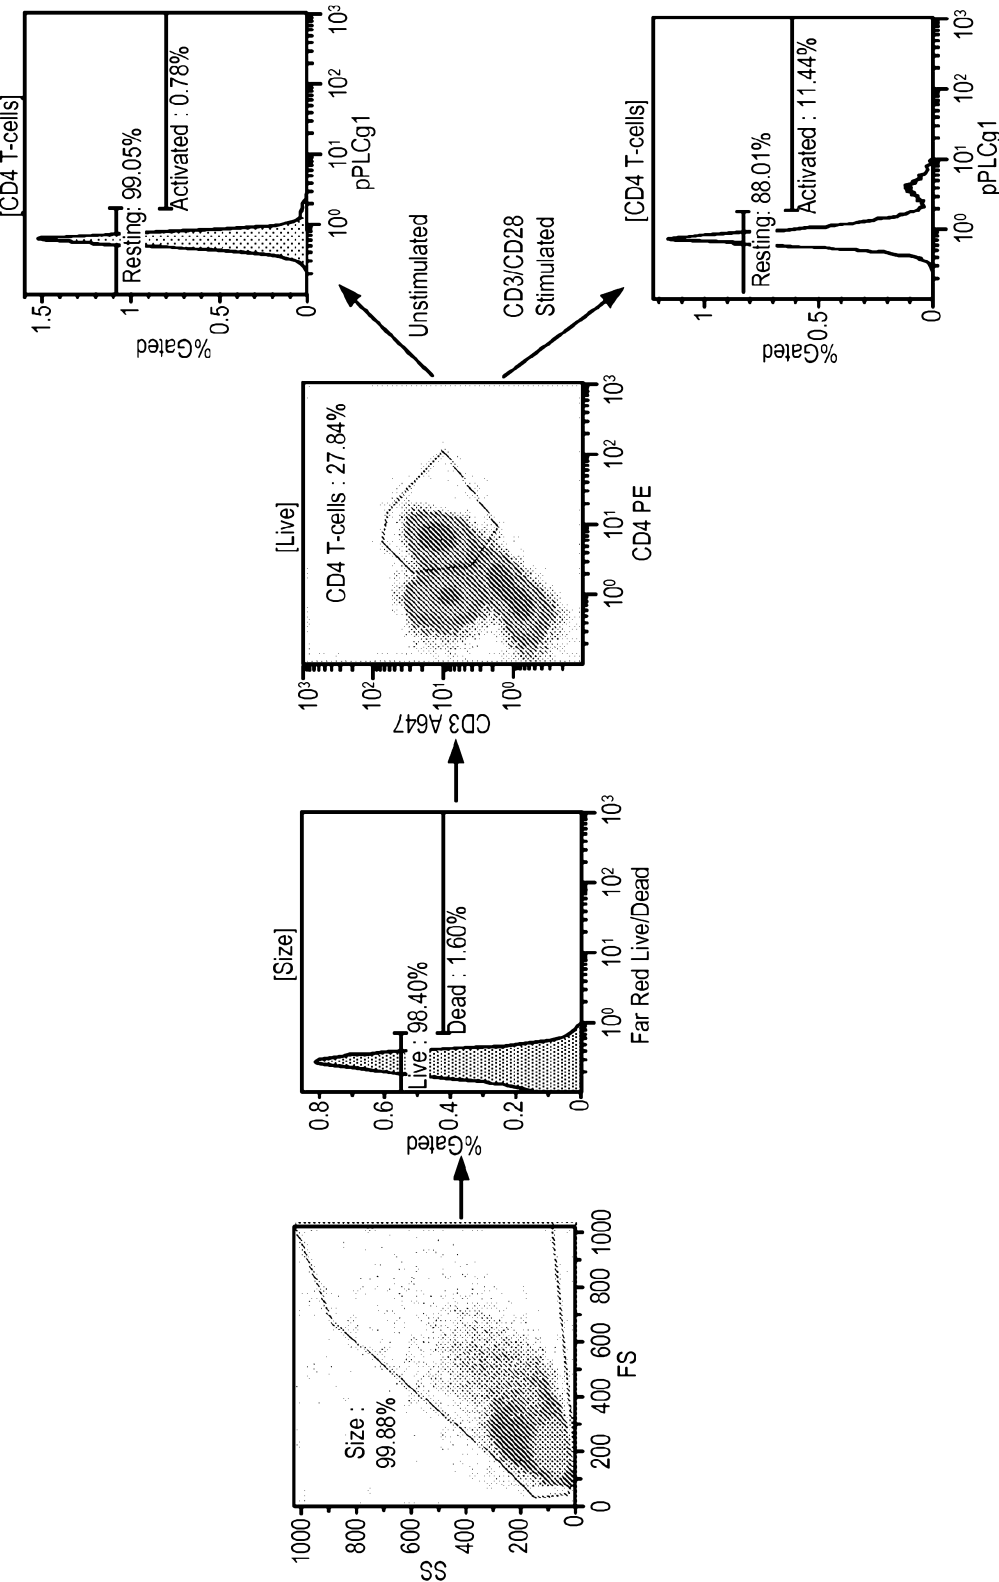 Size :
99.88%
1000
800
600
400
200
0
SS
0
200
400
600
800
1000
FS
[Size]
Live : 98.40%
Dead : 1.60%
0.8
0.6
0.4
0.2
0
%Gated
10⁰
10¹
10²
10³
Far Red Live/Dead
[Live]
CD4 T-cells : 27.84%
10³
10²
10¹
10⁰
CD3 A647
10⁰
10¹
10²
10³
CD4 PE
Unstimulated
CD3/CD28
Stimulated
[CD4 T-cells]
Resting: 99.05%
Activated : 0.78%
1.5
1
0.5
0
%Gated
10⁰
10¹
10²
10³
pPLCg1
[CD4 T-cells]
Resting: 88.01%
Activated : 11.44%
1
0.5
0
%Gated
10⁰
10¹
10²
10³
pPLCg1